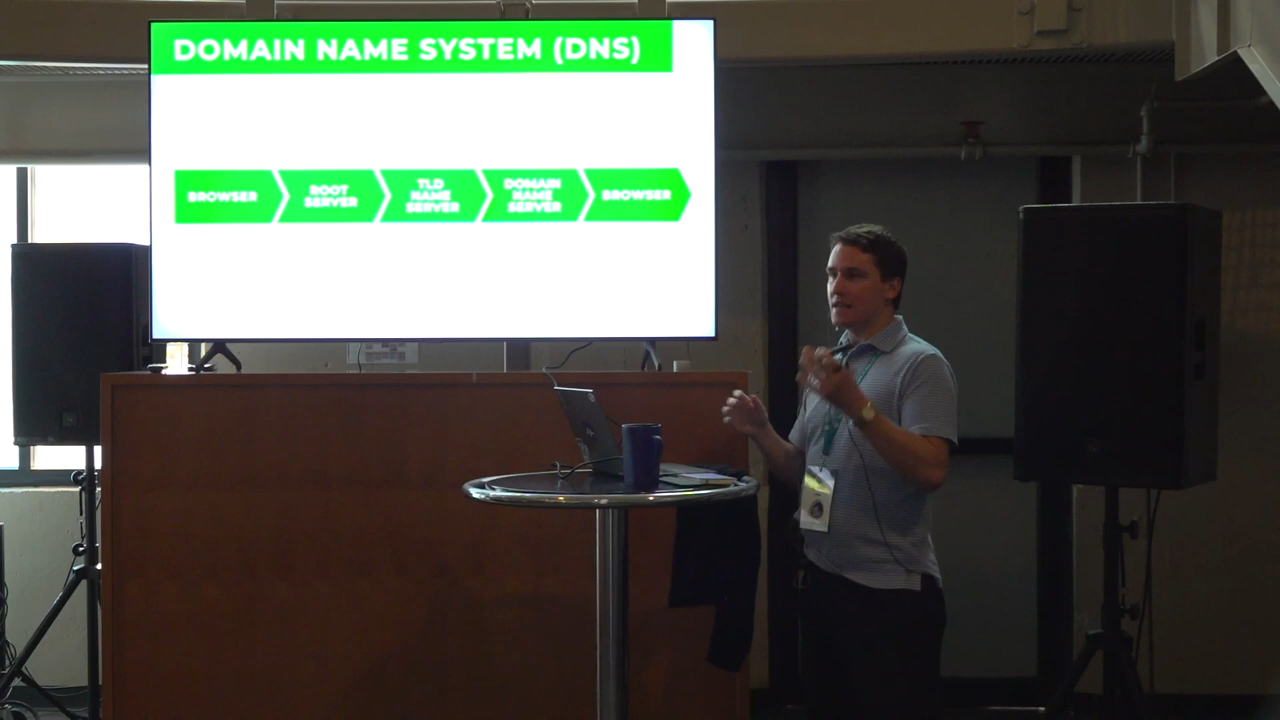 DOMAIN NAME SYSTEM (DNS)
BROWSER
ROOT
SERVER
TLD
NAME
SERVER
DOMAIN
NAME
SERVER
BROWSER